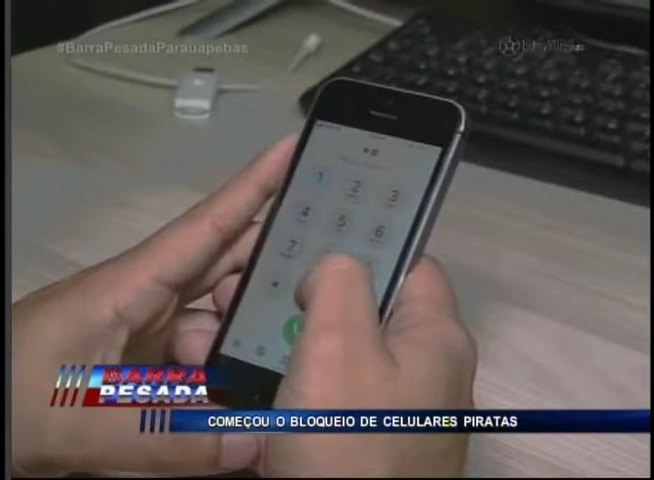 #BarraPesadaParauapebas
*#
1 2 3
4 5 6
7
*
BARRA
PESADA
COMEÇOU O BLOQUEIO DE CELULARES PIRATAS